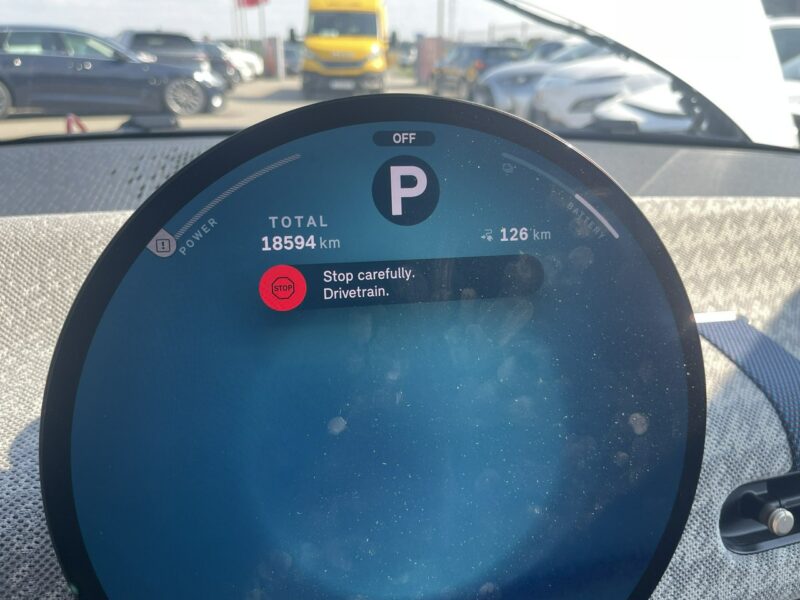 OFF
P
POWER
TOTAL
18594 km
126 km
BATTERY
STOP
Stop carefully.
Drivetrain.